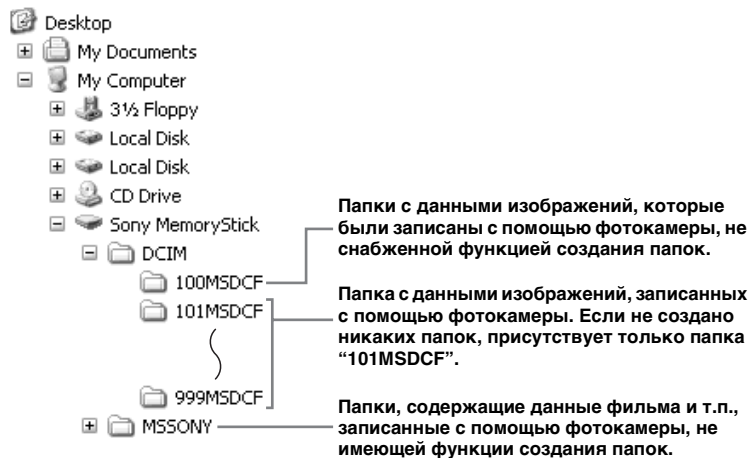 Desktop
My Documents
My Computer
3½ Floppy
Local Disk
Local Disk
CD Drive
Sony MemoryStick
DCIM
100MSDCF
101MSDCF
999MSDCF
MSSONY
Папки с данными изображений, которые
были записаны с помощью фотокамеры, не
снабженной функцией создания папок.
Папка с данными изображений, записанных
с помощью фотокамеры. Если не создано
никаких папок, присутствует только папка
“101MSDCF”.
Папки, содержащие данные фильма и т.п.,
записанные с помощью фотокамеры, не
имеющей функции создания папок.